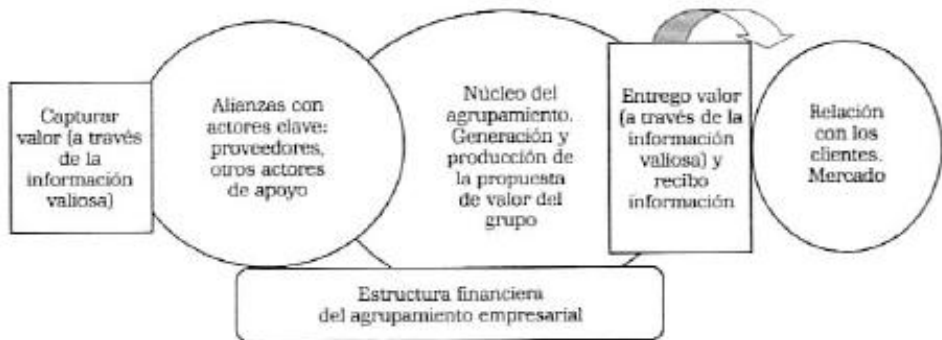 Capturar
valor (a través
de la
información
valiosa)
Alianzas con
actores clave:
proveedores,
otros actores
de apoyo
Núcleo del
agrupamiento.
Generación y
producción de
la propuesta
de valor del
grupo
Entrego valor
(a través de la
información
valiosa) y
recibo
información
Relación
con los
clientes.
Mercado
Estructura financiera
del agrupamiento empresarial